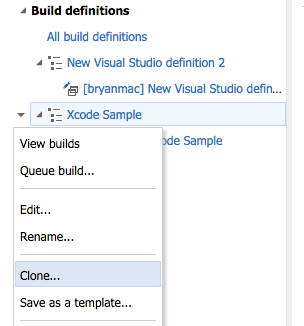 Build definitions
All build definitions
New Visual Studio definition 2
[bryanmac] New Visual Studio defin...
Xcode Sample
ode Sample
View builds
Queue build...
Edit...
Rename...
Clone...
Save as a template...